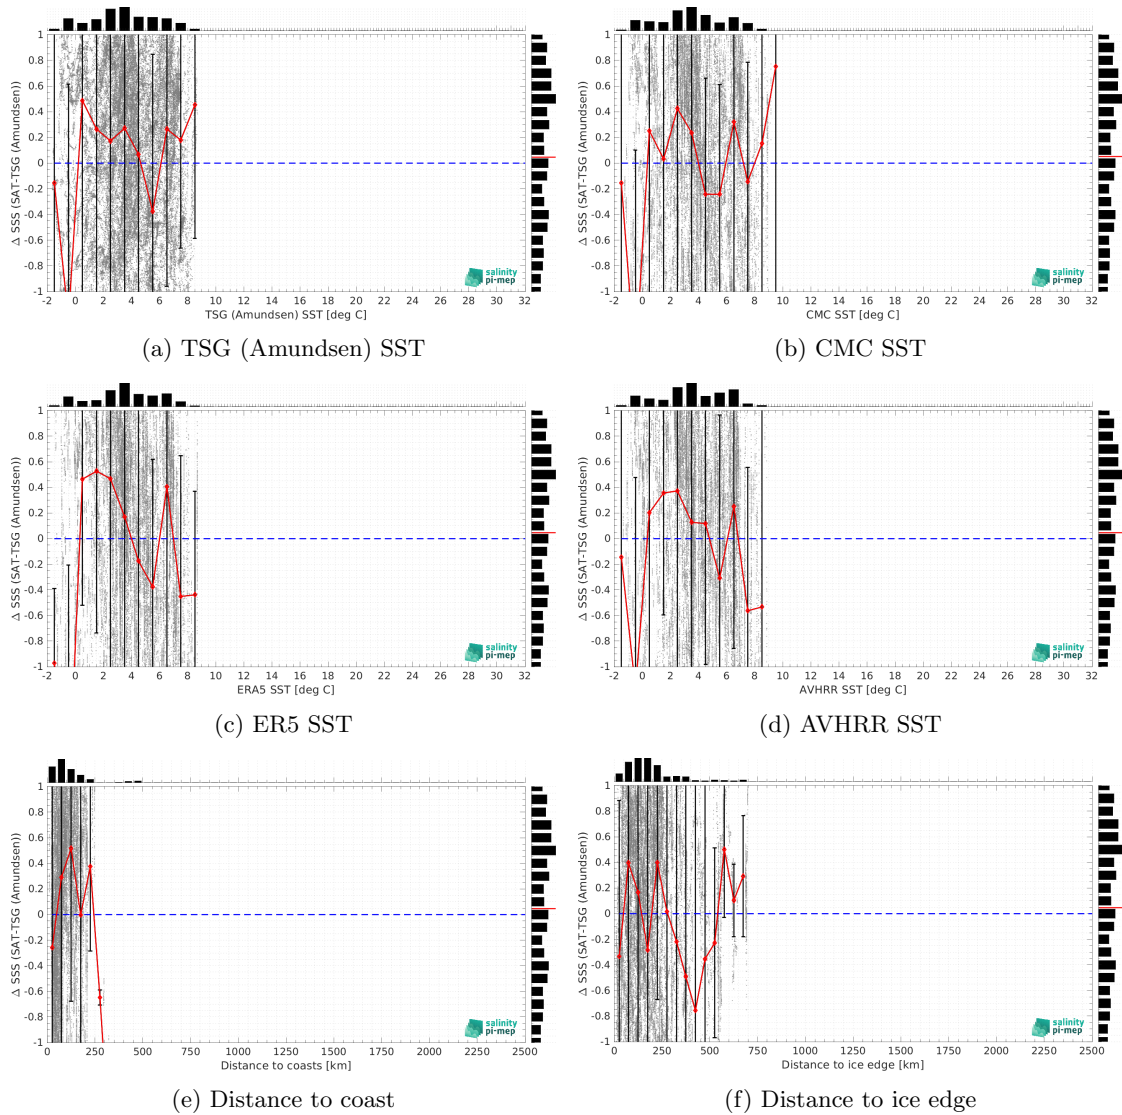 1
0.8
0.6
0.4
0.2
0
-0.2
-0.4
-0.6
-0.8
-1
Δ SSS (SAT-TSG (Amundsen))
salinity
pi-mep
-2 0 2 4 6 8 10 12 14 16 18 20 22 24 26 28 30 32
TSG (Amundsen) SST [deg C]
(a) TSG (Amundsen) SST
1
0.8
0.6
0.4
0.2
0
-0.2
-0.4
-0.6
-0.8
-1
Δ SSS (SAT-TSG (Amundsen))
salinity
pi-mep
-2 0 2 4 6 8 10 12 14 16 18 20 22 24 26 28 30 32
CMC SST [deg C]
(b) CMC SST
1
0.8
0.6
0.4
0.2
0
-0.2
-0.4
-0.6
-0.8
-1
Δ SSS (SAT-TSG (Amundsen))
salinity
pi-mep
-2 0 2 4 6 8 10 12 14 16 18 20 22 24 26 28 30 32
ERA5 SST [deg C]
(c) ER5 SST
1
0.8
0.6
0.4
0.2
0
-0.2
-0.4
-0.6
-0.8
-1
Δ SSS (SAT-TSG (Amundsen))
salinity
pi-mep
-2 0 2 4 6 8 10 12 14 16 18 20 22 24 26 28 30 32
AVHRR SST [deg C]
(d) AVHRR SST
1
0.8
0.6
0.4
0.2
0
-0.2
-0.4
-0.6
-0.8
-1
Δ SSS (SAT-TSG (Amundsen))
salinity
pi-mep
0 250 500 750 1000 1250 1500 1750 2000 2250 2500
Distance to coasts [km]
(e) Distance to coast
1
0.8
0.6
0.4
0.2
0
-0.2
-0.4
-0.6
-0.8
-1
Δ SSS (SAT-TSG (Amundsen))
salinity
pi-mep
0 250 500 750 1000 1250 1500 1750 2000 2250 2500
Distance to ice edge [km]
(f) Distance to ice edge